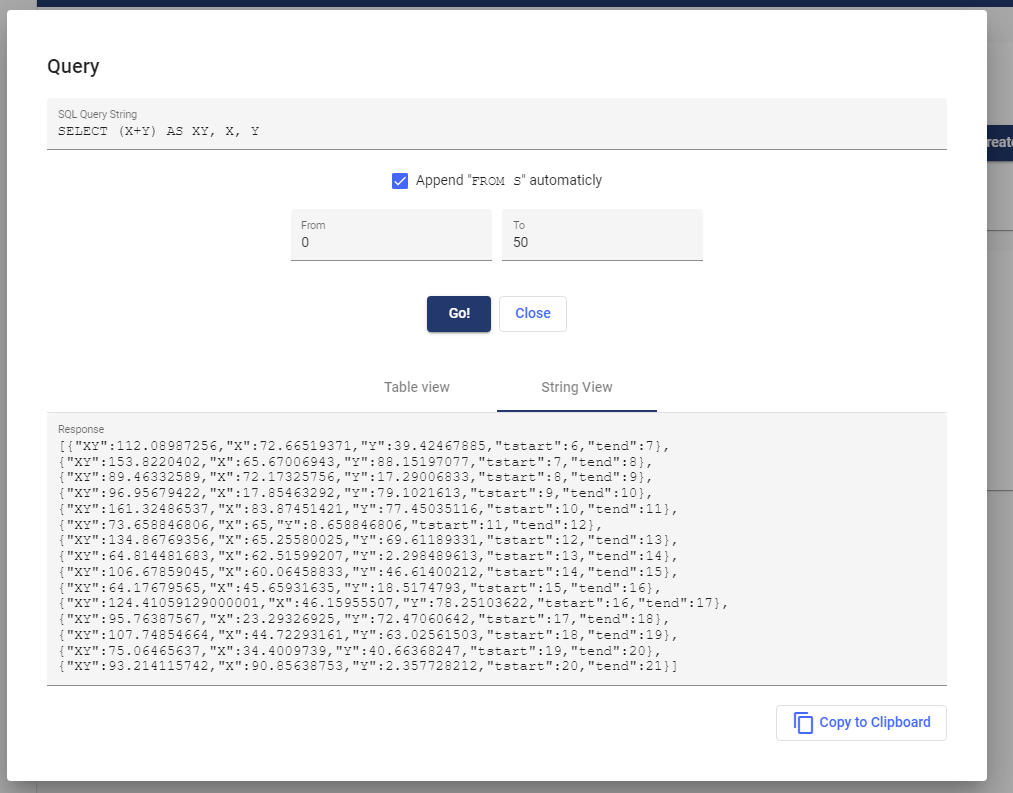 Query
SQL Query String
SELECT (X+Y) AS XY, X, Y
Append "FROM S" automaticly
From
0
To
50
Go!
Close
Table view
String View
Response
[{"XY":112.08987256,"X":72.66519371,"Y":39.42467885,"tstart":6,"tend":7},
{"XY":153.8220402,"X":65.67006943,"Y":88.15197077,"tstart":7,"tend":8},
{"XY":89.46332589,"X":72.17325756,"Y":17.29006833,"tstart":8,"tend":9},
{"XY":96.95679422,"X":17.85463292,"Y":79.1021613,"tstart":9,"tend":10},
{"XY":161.32486537,"X":83.87451421,"Y":77.45035116,"tstart":10,"tend":11},
{"XY":73.658846806,"X":65,"Y":8.658846806,"tstart":11,"tend":12},
{"XY":134.86769356,"X":65.25580025,"Y":69.61189331,"tstart":12,"tend":13},
{"XY":64.814481683,"X":62.51599207,"Y":2.298489613,"tstart":13,"tend":14},
{"XY":106.67859045,"X":60.06458833,"Y":46.61400212,"tstart":14,"tend":15},
{"XY":64.17679565,"X":45.65931635,"Y":18.5174793,"tstart":15,"tend":16},
{"XY":124.41059129000001,"X":46.15955507,"Y":78.25103622,"tstart":16,"tend":17},
{"XY":95.76387567,"X":23.29326925,"Y":72.47060642,"tstart":17,"tend":18},
{"XY":107.74854664,"X":44.72293161,"Y":63.02561503,"tstart":18,"tend":19},
{"XY":75.06465637,"X":34.4009739,"Y":40.66368247,"tstart":19,"tend":20},
{"XY":93.214115742,"X":90.85638753,"Y":2.357728212,"tstart":20,"tend":21}]
Copy to Clipboard